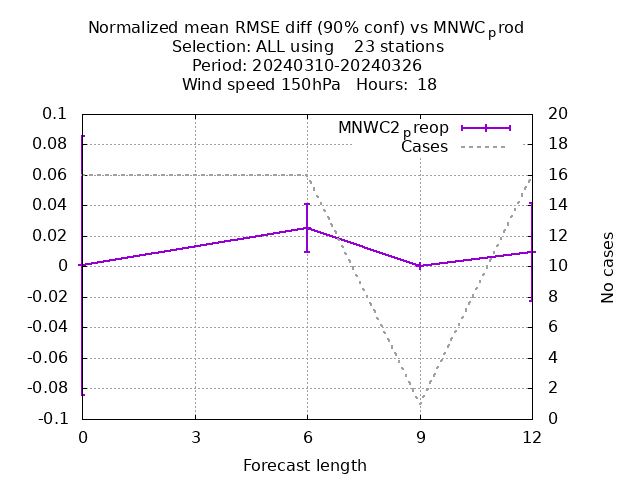 Normalized mean RMSE diff (90% conf) vs MNWCprod
Selection: ALL using 23 stations
Period: 20240310-20240326
Wind speed 150hPa Hours: 18
MNWC2preop
Cases
0.1
0.08
0.06
0.04
0.02
0
-0.02
-0.04
-0.06
-0.08
-0.1
20
18
16
14
12
10
8
6
4
2
0
No cases
0 3 6 9 12
Forecast length